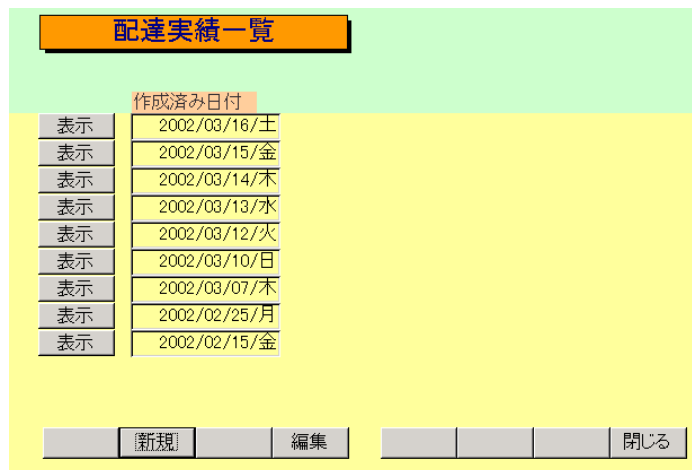 配達実績一覧
作成済み日付
表示 2002/03/16/土
表示 2002/03/15/金
表示 2002/03/14/木
表示 2002/03/13/水
表示 2002/03/12/火
表示 2002/03/10/日
表示 2002/03/07/木
表示 2002/02/25/月
表示 2002/02/15/金
新規 編集 閉じる